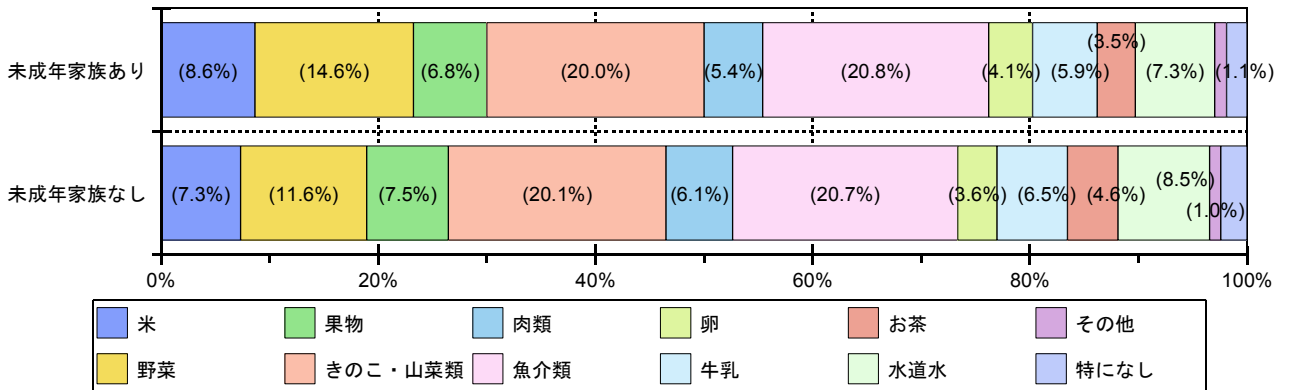 未成年家族あり (8.6%) (14.6%) (6.8%) (20.0%) (5.4%) (20.8%) (4.1%) (5.9%) (3.5%) (7.3%) (1.1%)
未成年家族なし (7.3%) (11.6%) (7.5%) (20.1%) (6.1%) (20.7%) (3.6%) (6.5%) (4.6%) (8.5%) (1.0%)
0% 20% 40% 60% 80% 100%
米 果物 肉類 卵 お茶 その他
野菜 きのこ・山菜類 魚介類 牛乳 水道水 特になし